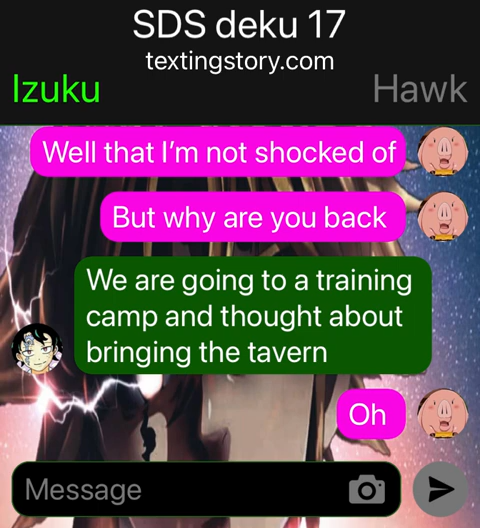 SDS deku 17
textingstory.com
Izuku
Hawk
Well that I’m not shocked of
But why are you back
We are going to a training
camp and thought about
bringing the tavern
Oh
Message